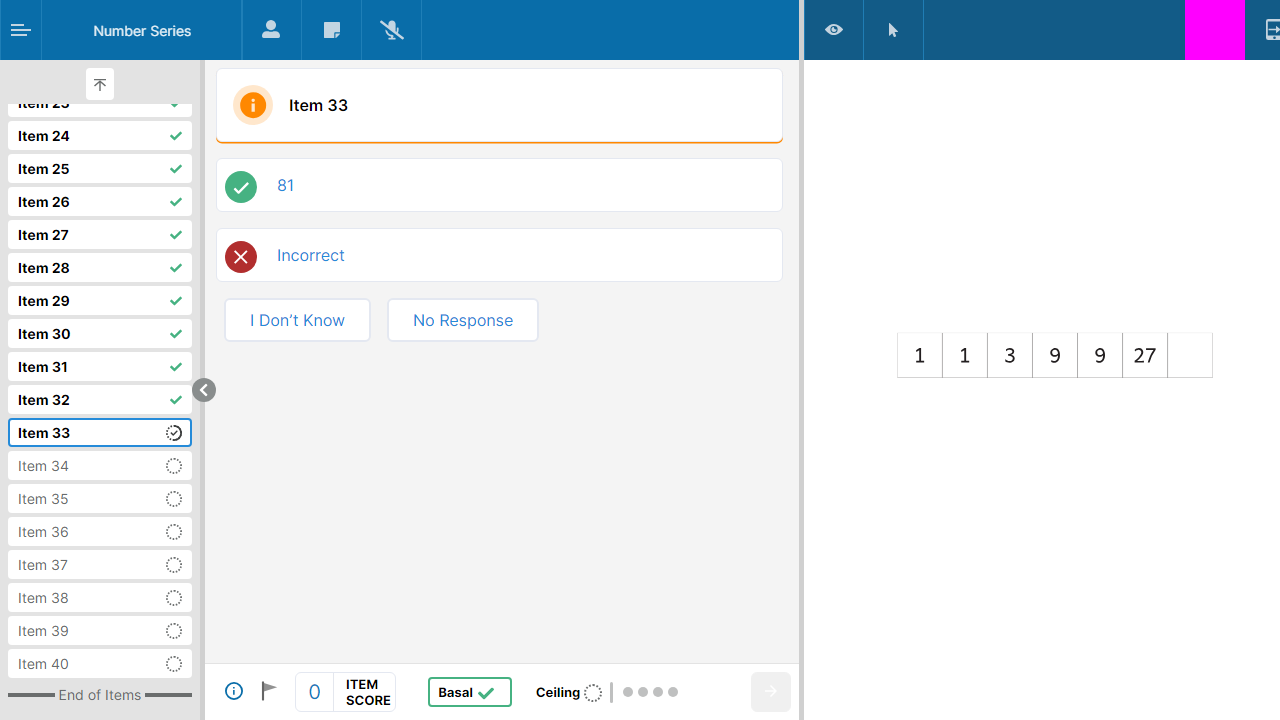 Number Series
Item 23
Item 24
Item 25
Item 26
Item 27
Item 28
Item 29
Item 30
Item 31
Item 32
Item 33
Item 34
Item 35
Item 36
Item 37
Item 38
Item 39
Item 40
End of Items
Item 33
81
Incorrect
I Don’t Know
No Response
0
ITEM
SCORE
Basal
Ceiling
1 1 3 9 9 27